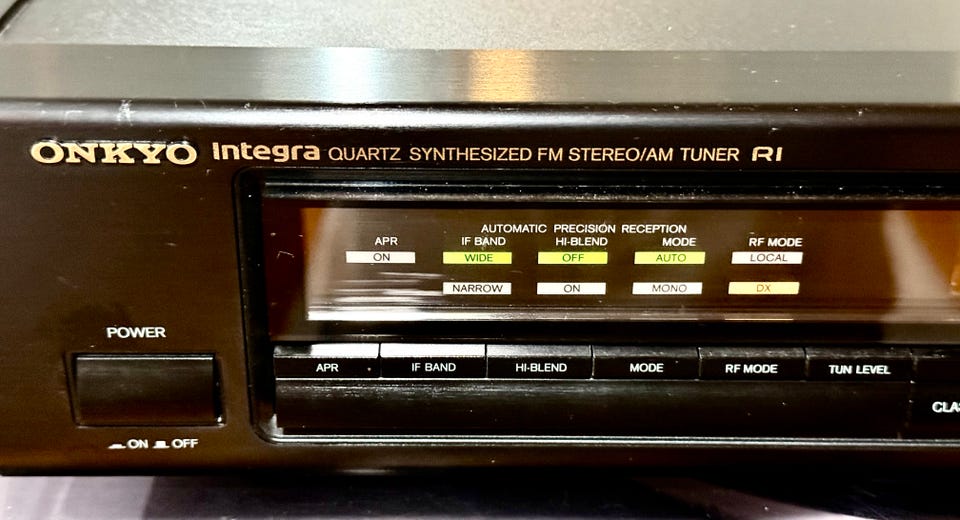 ONKYO Integra QUARTZ SYNTHESIZED FM STEREO/AM TUNER RI
AUTOMATIC PRECISION RECEPTION
APR IF BAND HI-BLEND MODE RF MODE
ON WIDE OFF AUTO LOCAL
NARROW ON MONO DX
POWER
APR IF BAND HI-BLEND MODE RF MODE TUN LEVEL
CLA
ON OFF